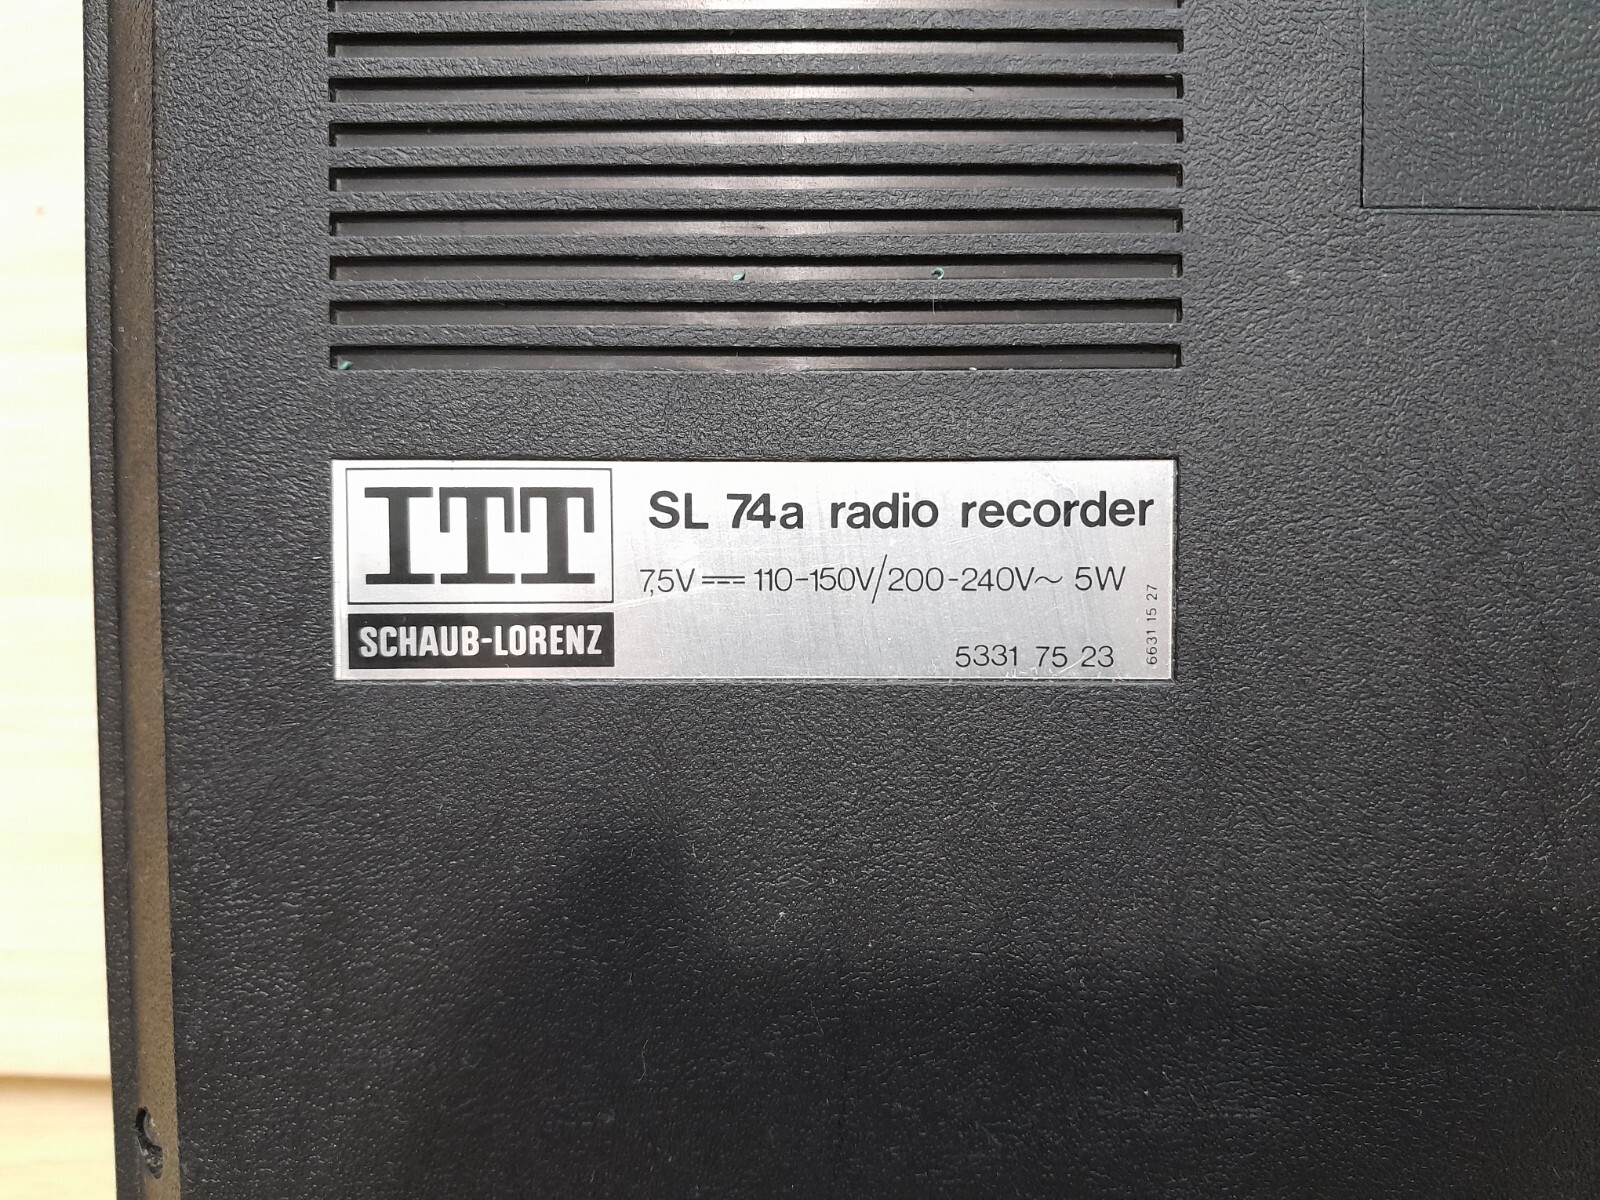 ITT
SCHAUB-LORENZ
SL 74a radio recorder
7,5V⎓110-150V/200-240V~ 5W
5331 75 23
6631 15 27